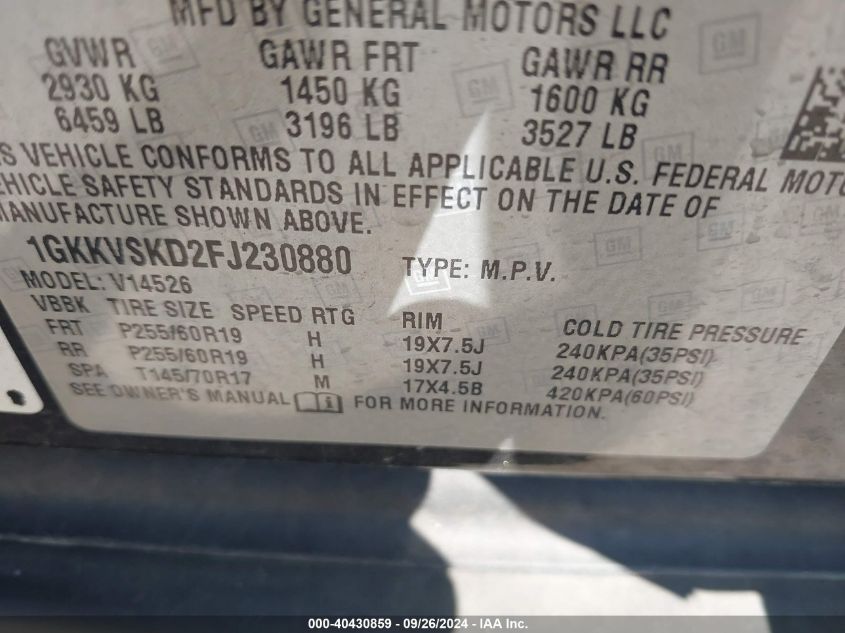 MFD BY GENERAL MOTORS LLC
GVWR GAWR FRT GAWR RR
2930 KG 1450 KG 1600 KG
6459 LB 3196 LB 3527 LB
S VEHICLE CONFORMS TO ALL APPLICABLE U.S. FEDERAL MOTO
EHICLE SAFETY STANDARDS IN EFFECT ON THE DATE OF
MANUFACTURE SHOWN ABOVE.
1GKKVSKD2FJ230880 TYPE: M.P.V.
MODEL: V14526
VBBK TIRE SIZE SPEED RTG RIM COLD TIRE PRESSURE
FRT P255/60R19 H 19X7.5J 240KPA(35PSI)
RR P255/60R19 H 19X7.5J 240KPA(35PSI)
SPA T145/70R17 M 17X4.5B 420KPA(60PSI)
SEE OWNER'S MANUAL FOR MORE INFORMATION.
000-40430859 - 09/26/2024 - IAA Inc.